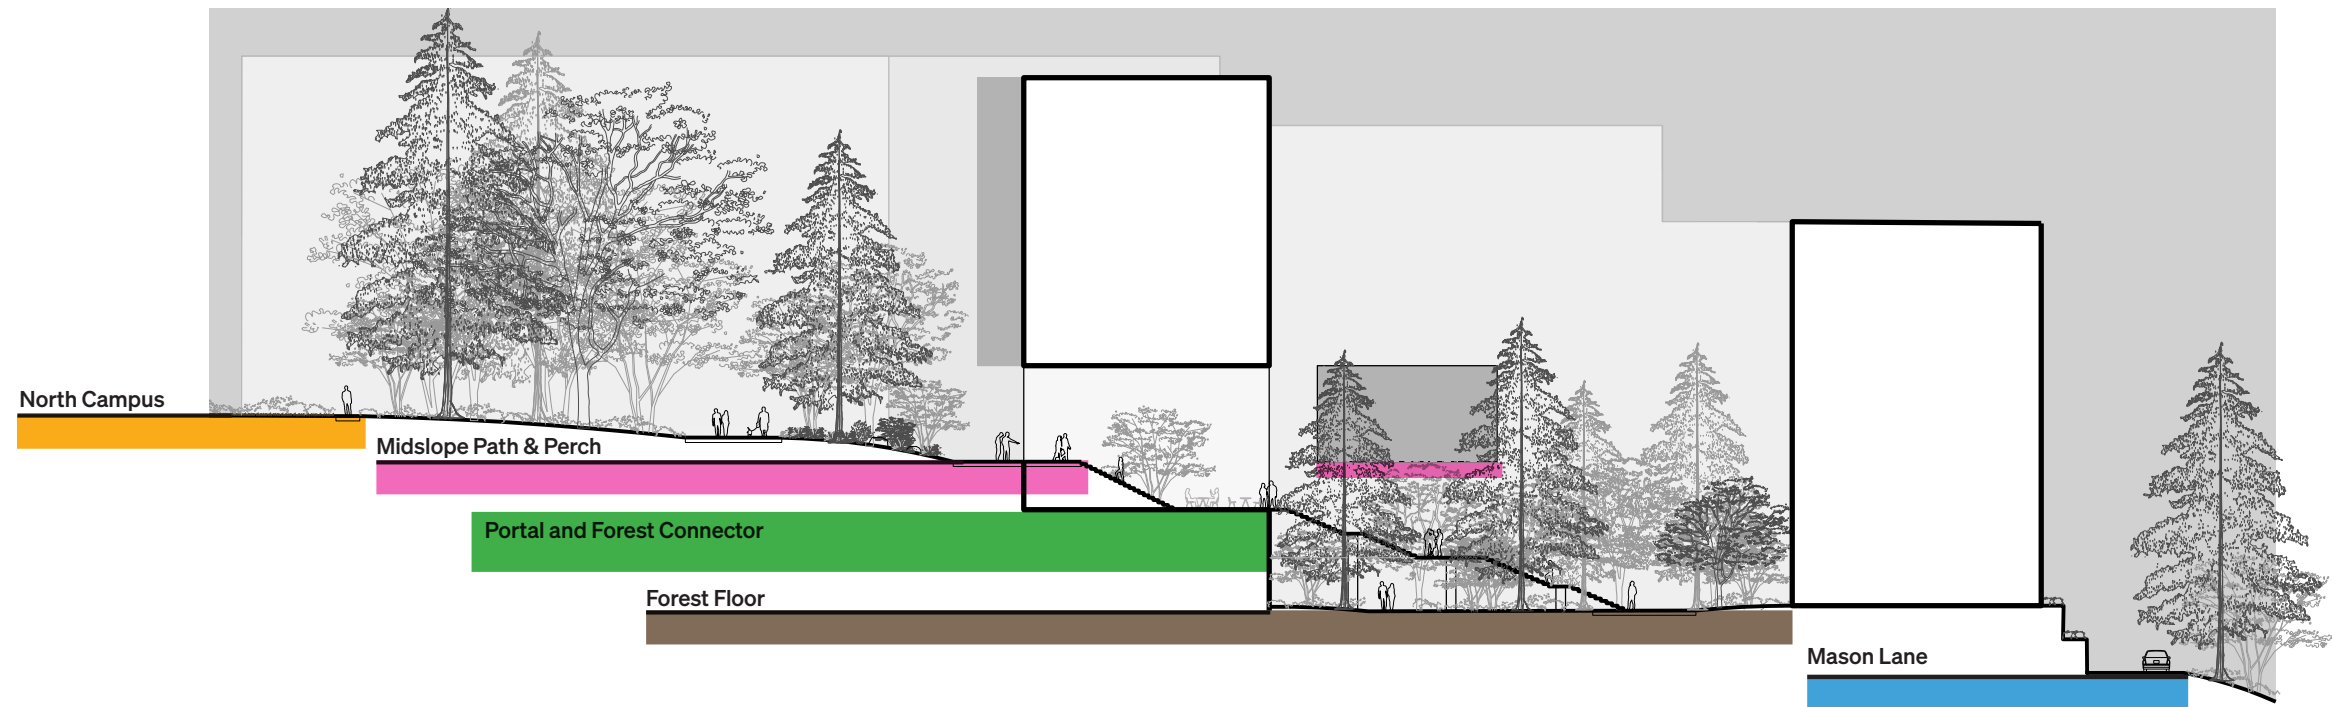 North Campus
Midslope Path & Perch
Portal and Forest Connector
Forest Floor
Mason Lane